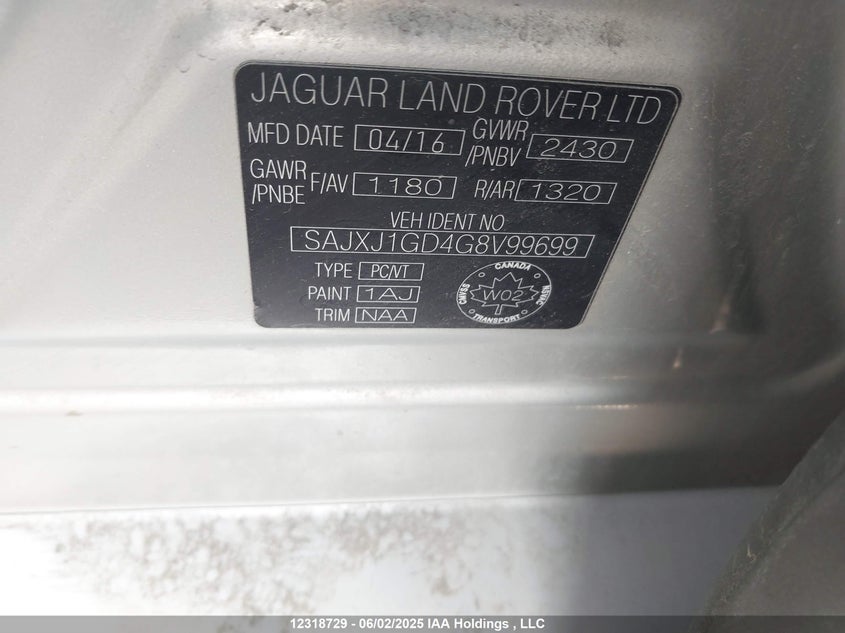 JAGUAR LAND ROVER LTD
MFD DATE 04/16 GVWR /PNBV 2430
GAWR /PNBE F/AV 1180 R/AR 1320
VEH IDENT NO
SAJXJ1GD4G8V99699
TYPE PC/VT
PAINT 1AJ
TRIM NAA
CANADA
CMVSS W02 NSVAC
TRANSPORT
12318729 - 06/02/2025 IAA Holdings , LLC